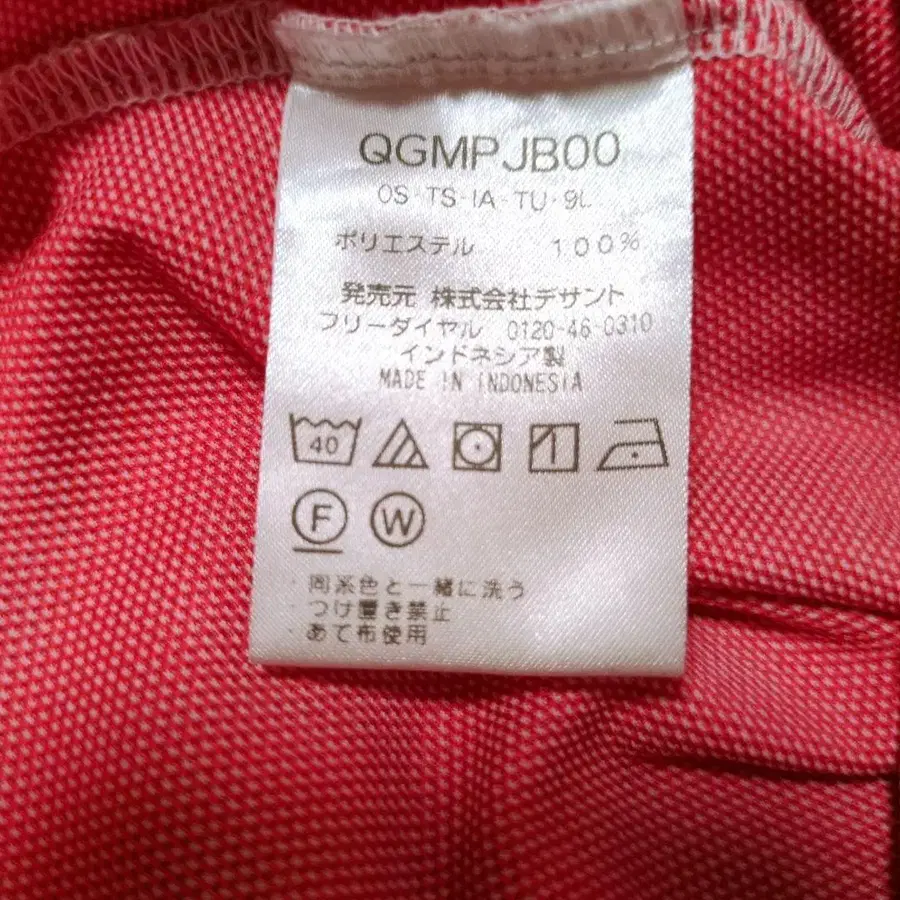 QGMPJB00
OS-TS-IA-TU-9L
ポリエステル 100%
発売元 株式会社デサント
フリーダイヤル 0120-46-0310
インドネシア製
MADE IN INDONESIA
40
F W
・同系色と一緒に洗う
・つけ置き禁止
・あて布使用